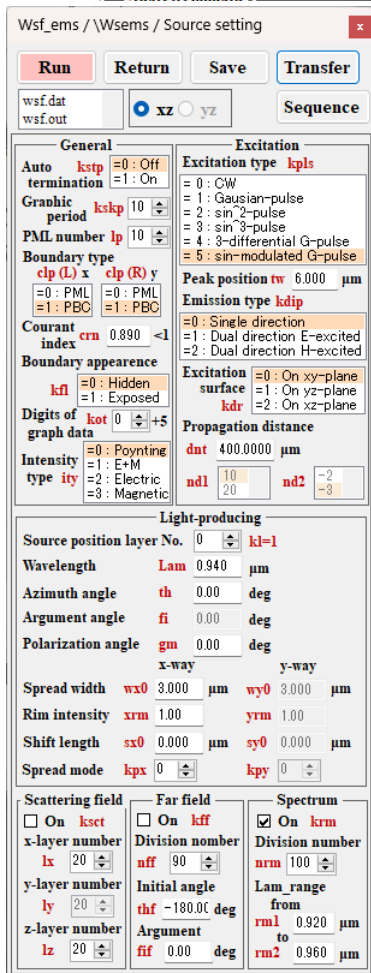 Wsf_ems / \Wsems / Source setting
x
Run Return Save Transfer
wsf.dat
wsf.out
xz yz
Sequence
General
Auto termination kstp
=0 : Off
=1 : On
Graphic period kskp 10
PML number lp 10
Boundary type
clp (L) x clp (R) y
=0 : PML =0 : PML
=1 : PBC =1 : PBC
Courant index crn 0.890 <1
Boundary appearence
kfl
=0 : Hidden
=1 : Exposed
Digits of graph data kot 0 +5
Intensity type ity
=0 : Poynting
=1 : E+M
=2 : Electric
=3 : Magnetic
Excitation
Excitation type kpls
= 0 : CW
= 1 : Gaussian-pulse
= 2 : sin^2-pulse
= 3 : sin^3-pulse
= 4 : 3-differential G-pulse
= 5 : sin-modulated G-pulse
Peak position tw 6.000 μm
Emission type kdip
=0 : Single direction
=1 : Dual direction E-excited
=2 : Dual direction H-excited
Excitation surface kdr
=0 : On xy-plane
=1 : On yz-plane
=2 : On xz-plane
Propagation distance
dnt 400.0000 μm
nd1 10 20 nd2 -2 -3
Light-producing
Source position layer No. 0 kl=1
Wavelength Lam 0.940 μm
Azimuth angle th 0.00 deg
Argument angle fi 0.00 deg
Polarization angle gm 0.00 deg
x-way y-way
Spread width wx0 3.000 μm wy0 3.000 μm
Rim intensity xrm 1.00 yrm 1.00
Shift length sx0 0.000 μm sy0 0.000 μm
Spread mode kpx 0 kpy 0
Scattering field
On ksct
x-layer number
lx 20
y-layer number
ly 20
z-layer number
lz 20
Far field
On kff
Division nomber
nff 90
Initial angle
thf -180.0( deg
Argument
fif 0.00 deg
Spectrum
On krm
Division number
nrm 100
Lam_range
from
rm1 0.920 μm
to
rm2 0.960 μm